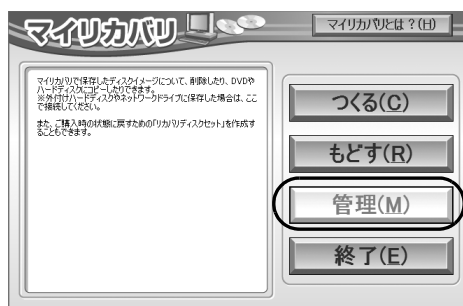 マイリカバリ
マイリカバリとは?(H)
マイリカバリで保存したディスクイメージについて、削除したり、DVDや
ハードディスクにコピーしたりできます。
※外付けハードディスクやネットワークドライブに保存した場合は、ここ
で接続してください。
また、ご購入時の状態に戻すための「リカバリディスクセット」を作成す
ることもできます。
つくる(C)
もどす(R)
管理(M)
終了(E)